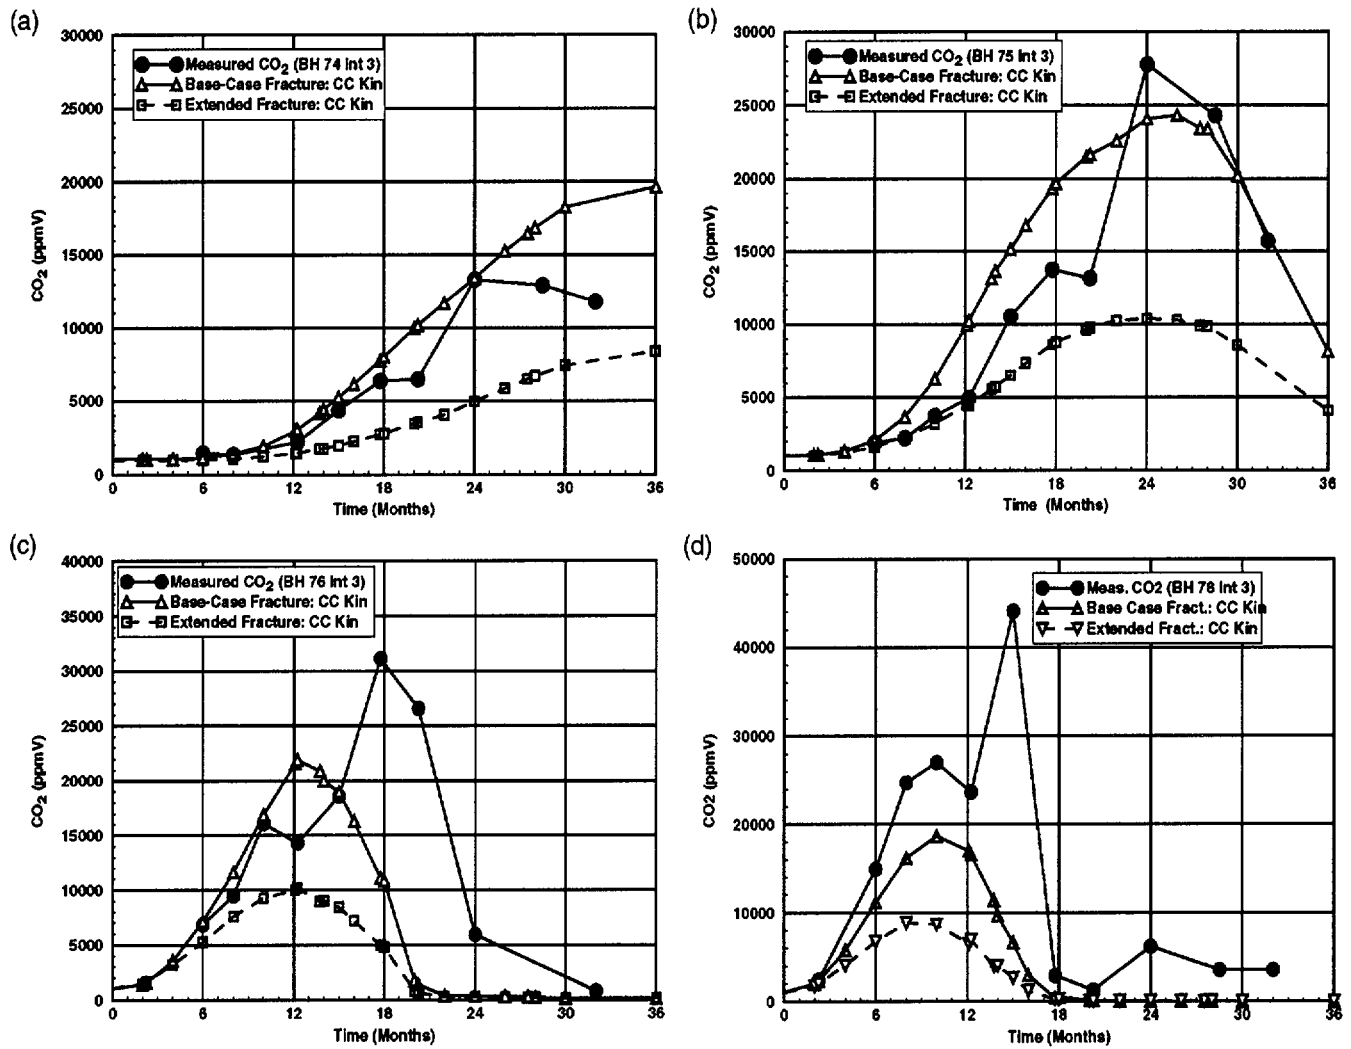 (a)
30000
25000
20000
15000
10000
5000
0
CO2 (ppmV)
Measured CO2 (BH 74 Int 3)
Base-Case Fracture: CC Kin
Extended Fracture: CC Kin
0 6 12 18 24 30 36
Time (Months)
(b)
30000
25000
20000
15000
10000
5000
0
CO2 (ppmV)
Measured CO2 (BH 75 Int 3)
Base-Case Fracture: CC Kin
Extended Fracture: CC Kin
0 6 12 18 24 30 36
Time (Months)
(c)
40000
35000
30000
25000
20000
15000
10000
5000
0
CO2 (ppmV)
Measured CO2 (BH 76 Int 3)
Base-Case Fracture: CC Kin
Extended Fracture: CC Kin
0 6 12 18 24 30 36
Time (Months)
(d)
50000
40000
30000
20000
10000
0
CO2 (ppmV)
Meas. CO2 (BH 78 Int 3)
Base Case Fract.: CC Kin
Extended Fract.: CC Kin
0 6 12 18 24 30 36
Time (Months)